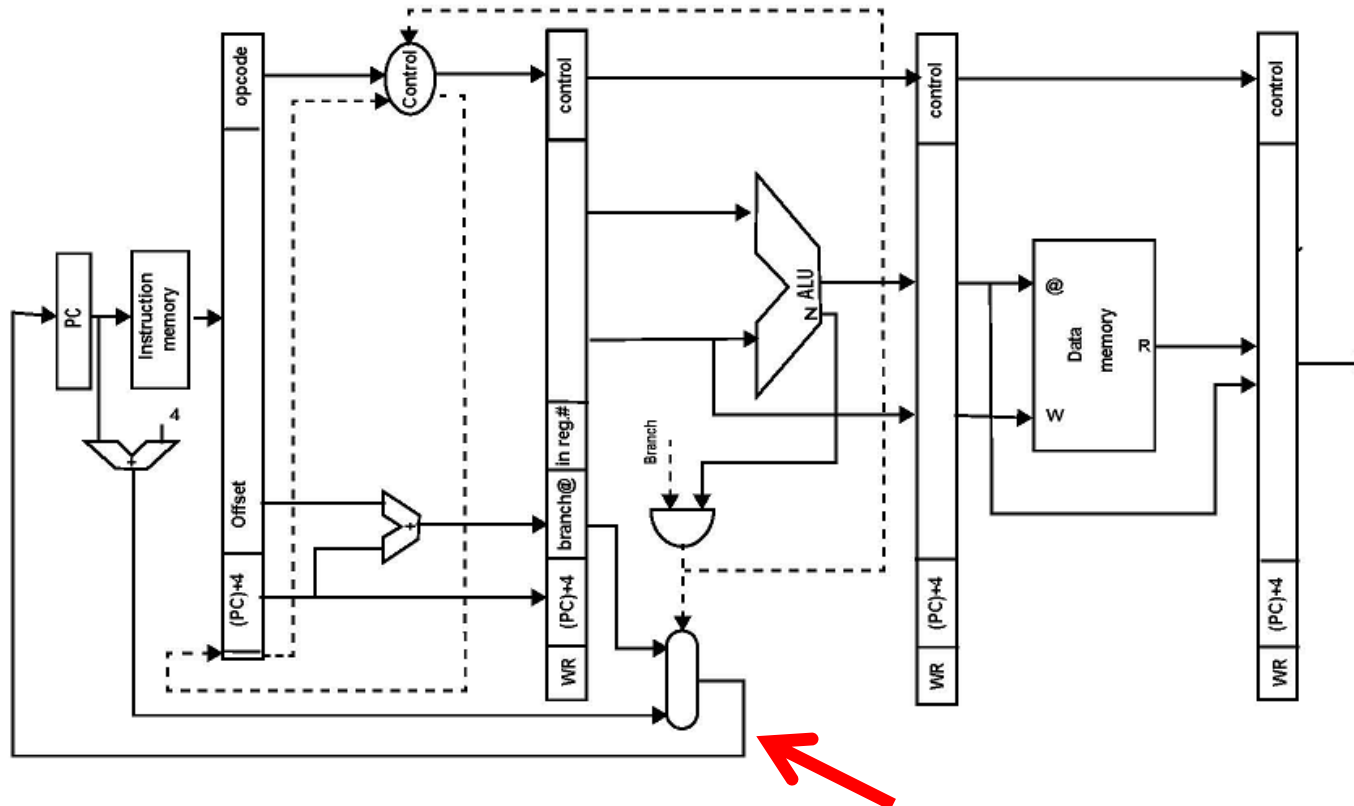 PC
Instruction
memory
4
+
opcode
Offset
(PC)+4
Control
+
control
in reg.#
branch@
(PC)+4
WR
ALU
Z
Branch
control
(PC)+4
WR
@
Data
memory
R
W
control
(PC)+4
WR